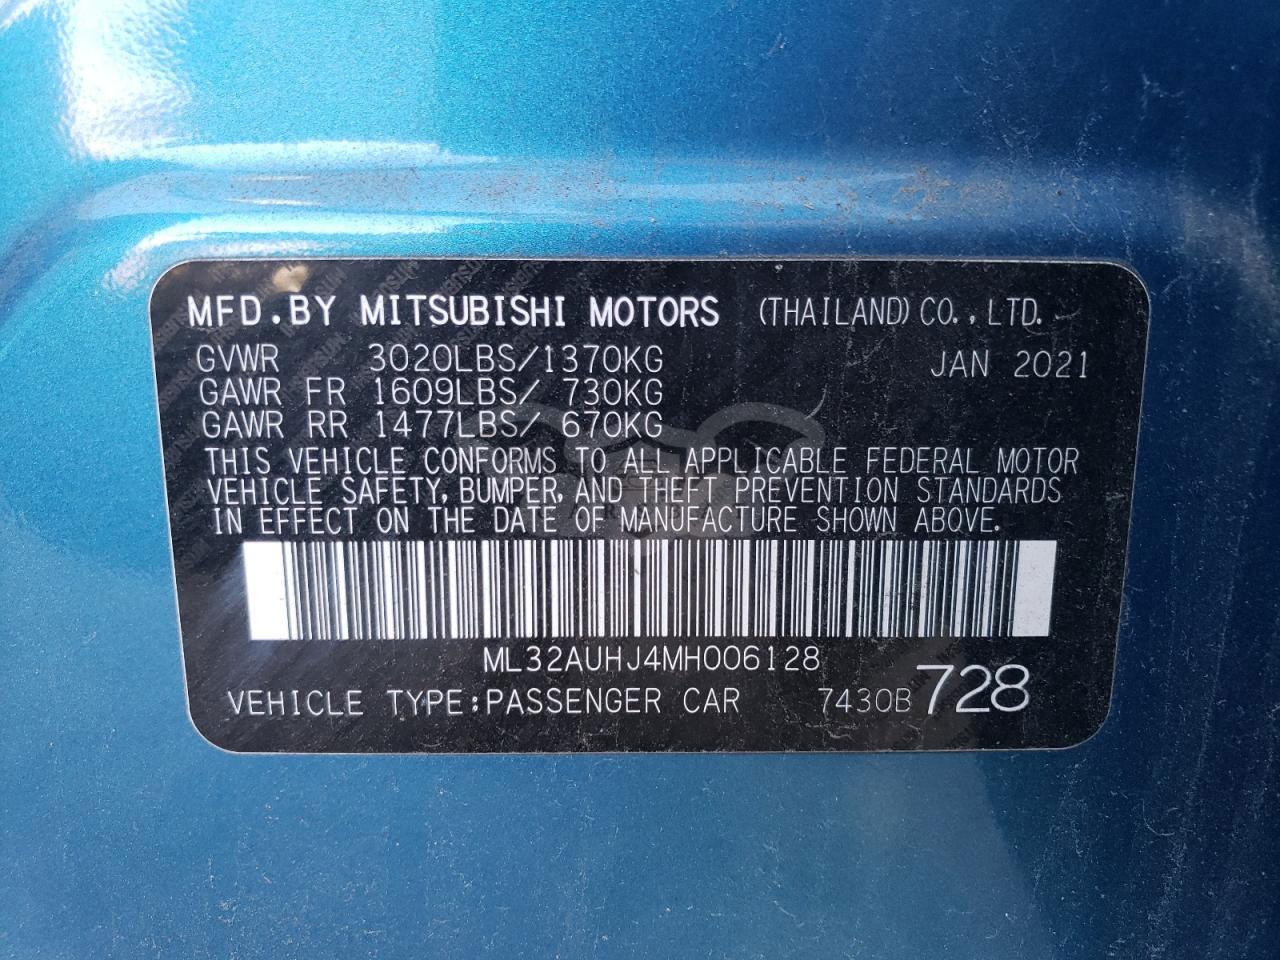 MFD.BY MITSUBISHI MOTORS (THAILAND) CO., LTD.
GVWR 3020LBS/1370KG JAN 2021
GAWR FR 1609LBS/ 730KG
GAWR RR 1477LBS/ 670KG
THIS VEHICLE CONFORMS TO ALL APPLICABLE FEDERAL MOTOR
VEHICLE SAFETY, BUMPER, AND THEFT PREVENTION STANDARDS
IN EFFECT ON THE DATE OF MANUFACTURE SHOWN ABOVE.
ML32AUHJ4MH006128
VEHICLE TYPE:PASSENGER CAR 7430B 728